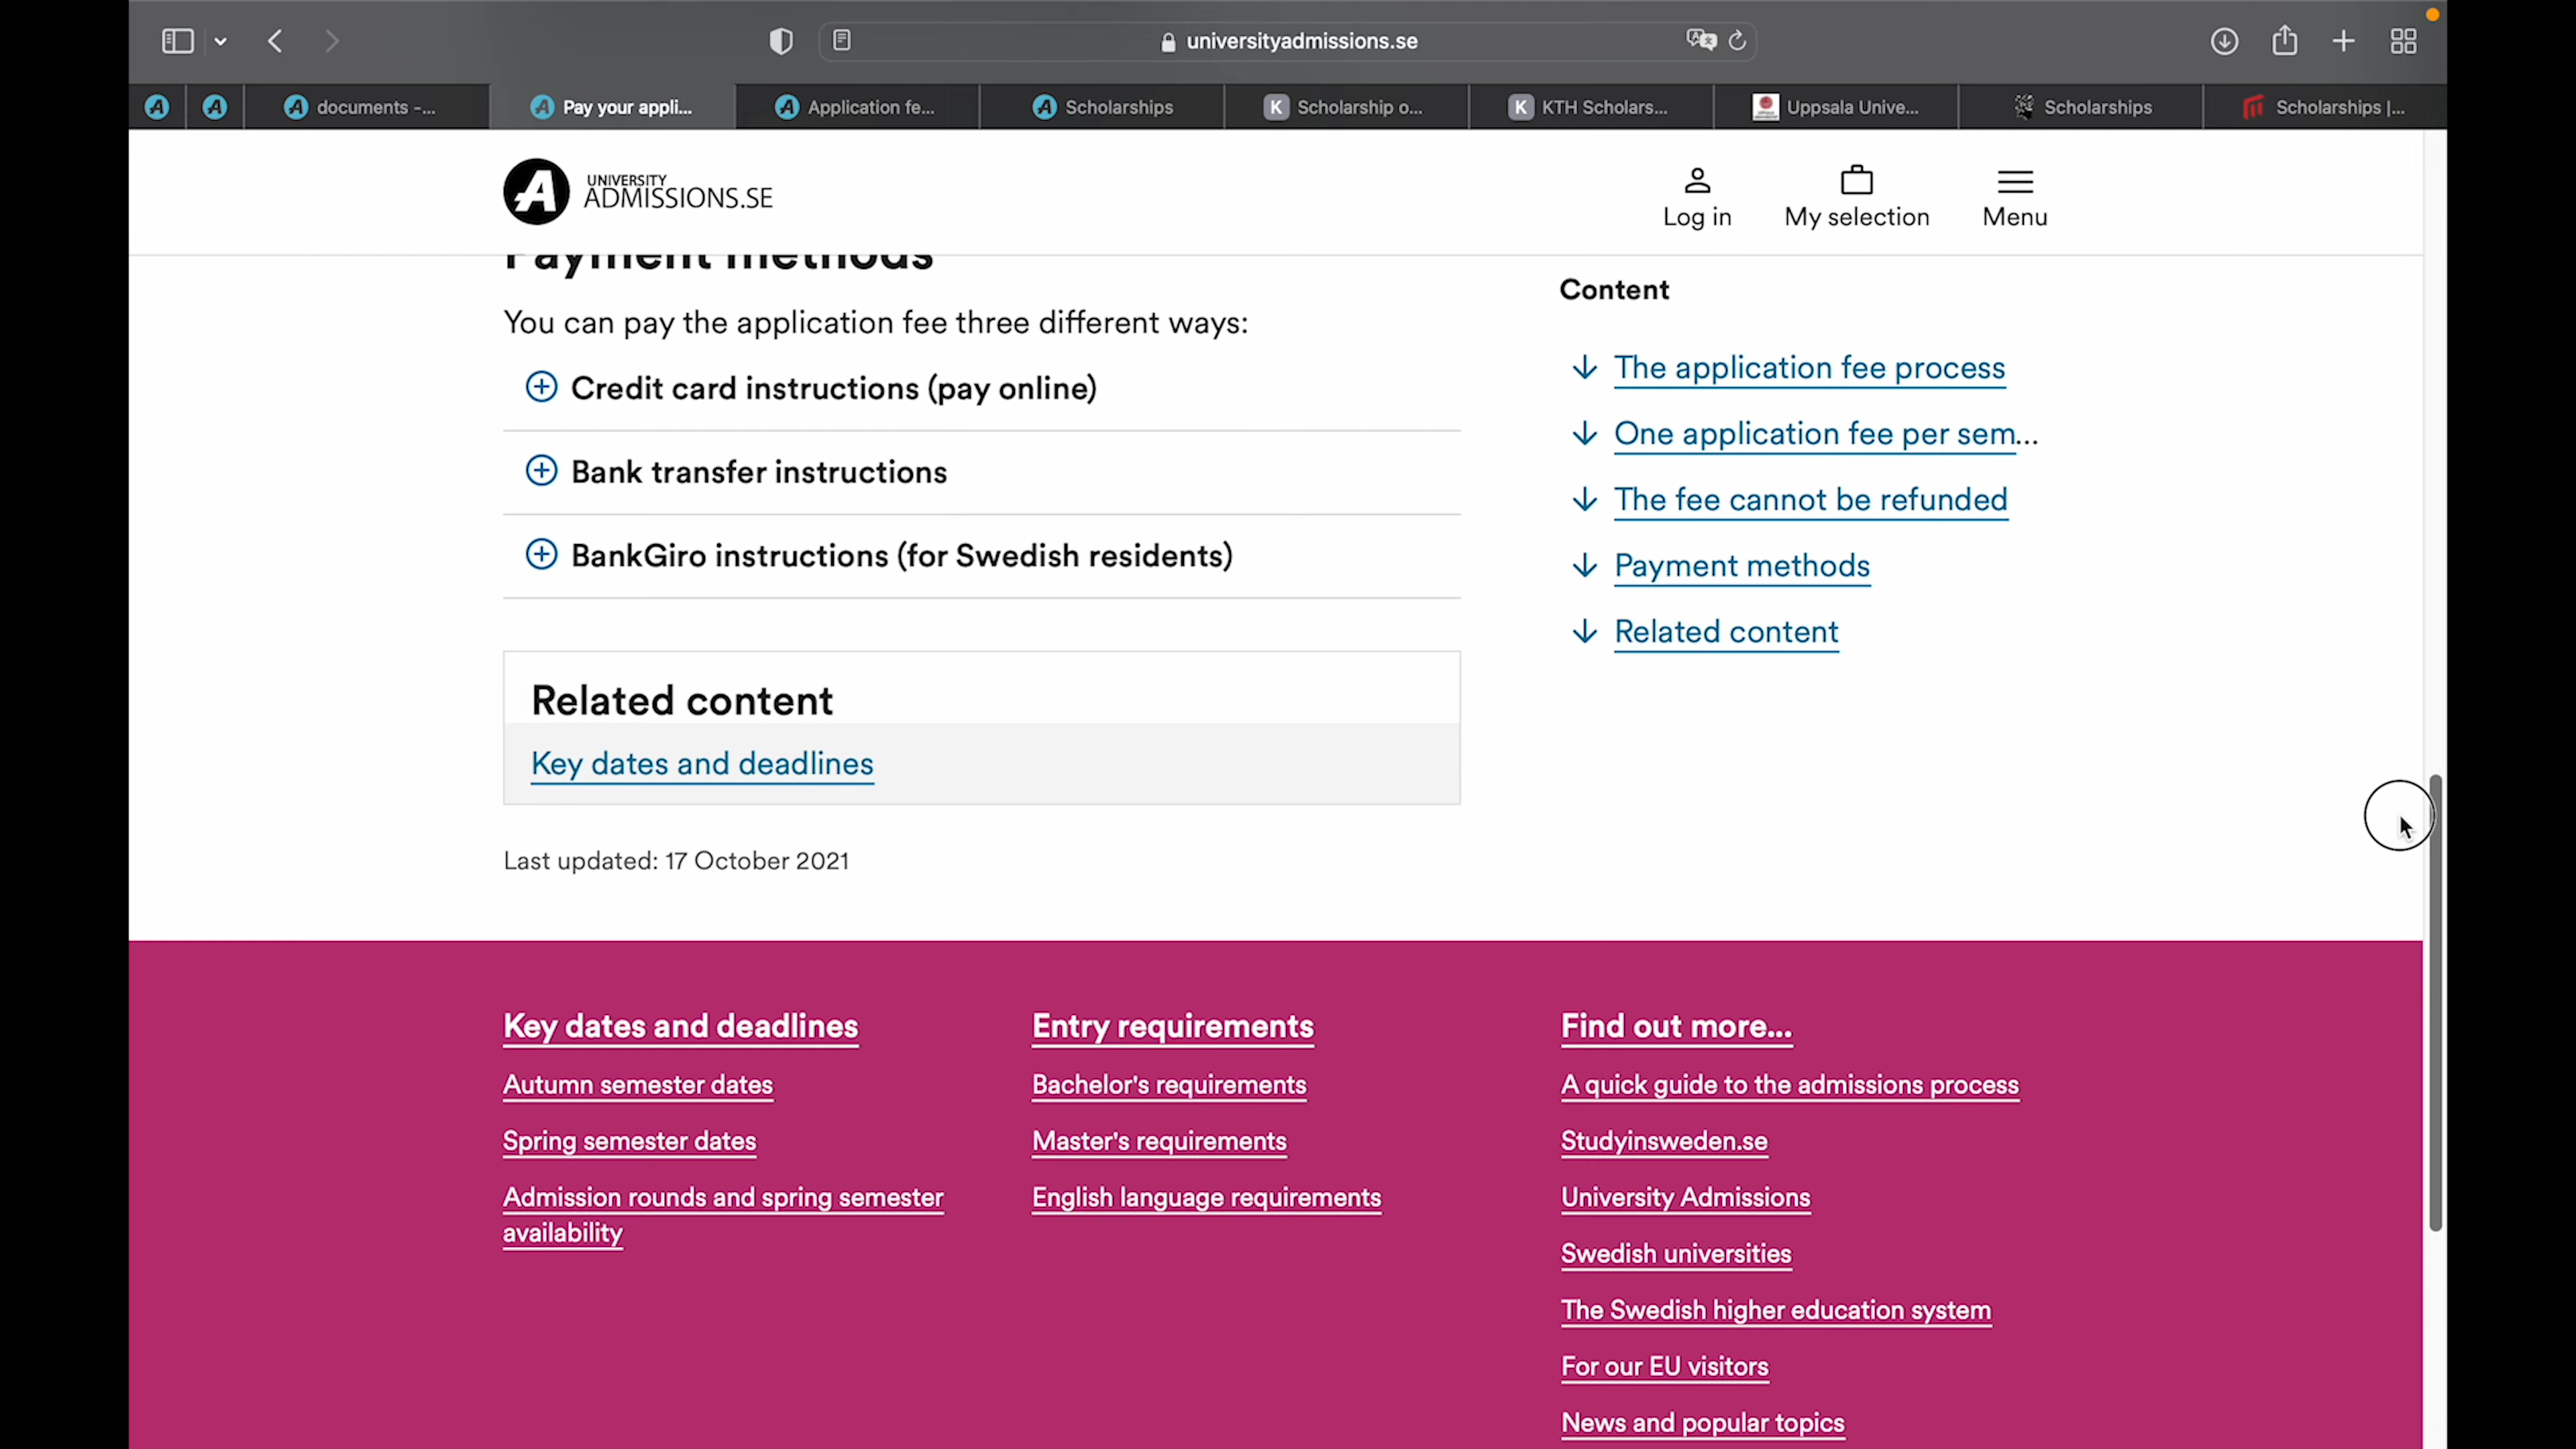 universityadmissions.se
documents -...
Pay your appli...
Application fe...
Scholarships
K Scholarship o...
K KTH Scholars...
Uppsala Unive...
Scholarships
Scholarships |...
A UNIVERSITY
ADMISSIONS.SE
Log in
My selection
Menu
Payment methods
You can pay the application fee three different ways:
Credit card instructions (pay online)
Bank transfer instructions
BankGiro instructions (for Swedish residents)
Related content
Key dates and deadlines
Last updated: 17 October 2021
Content
The application fee process
One application fee per sem...
The fee cannot be refunded
Payment methods
Related content
Key dates and deadlines
Autumn semester dates
Spring semester dates
Admission rounds and spring semester
availability
Entry requirements
Bachelor's requirements
Master's requirements
English language requirements
Find out more...
A quick guide to the admissions process
Studyinsweden.se
University Admissions
Swedish universities
The Swedish higher education system
For our EU visitors
News and popular topics